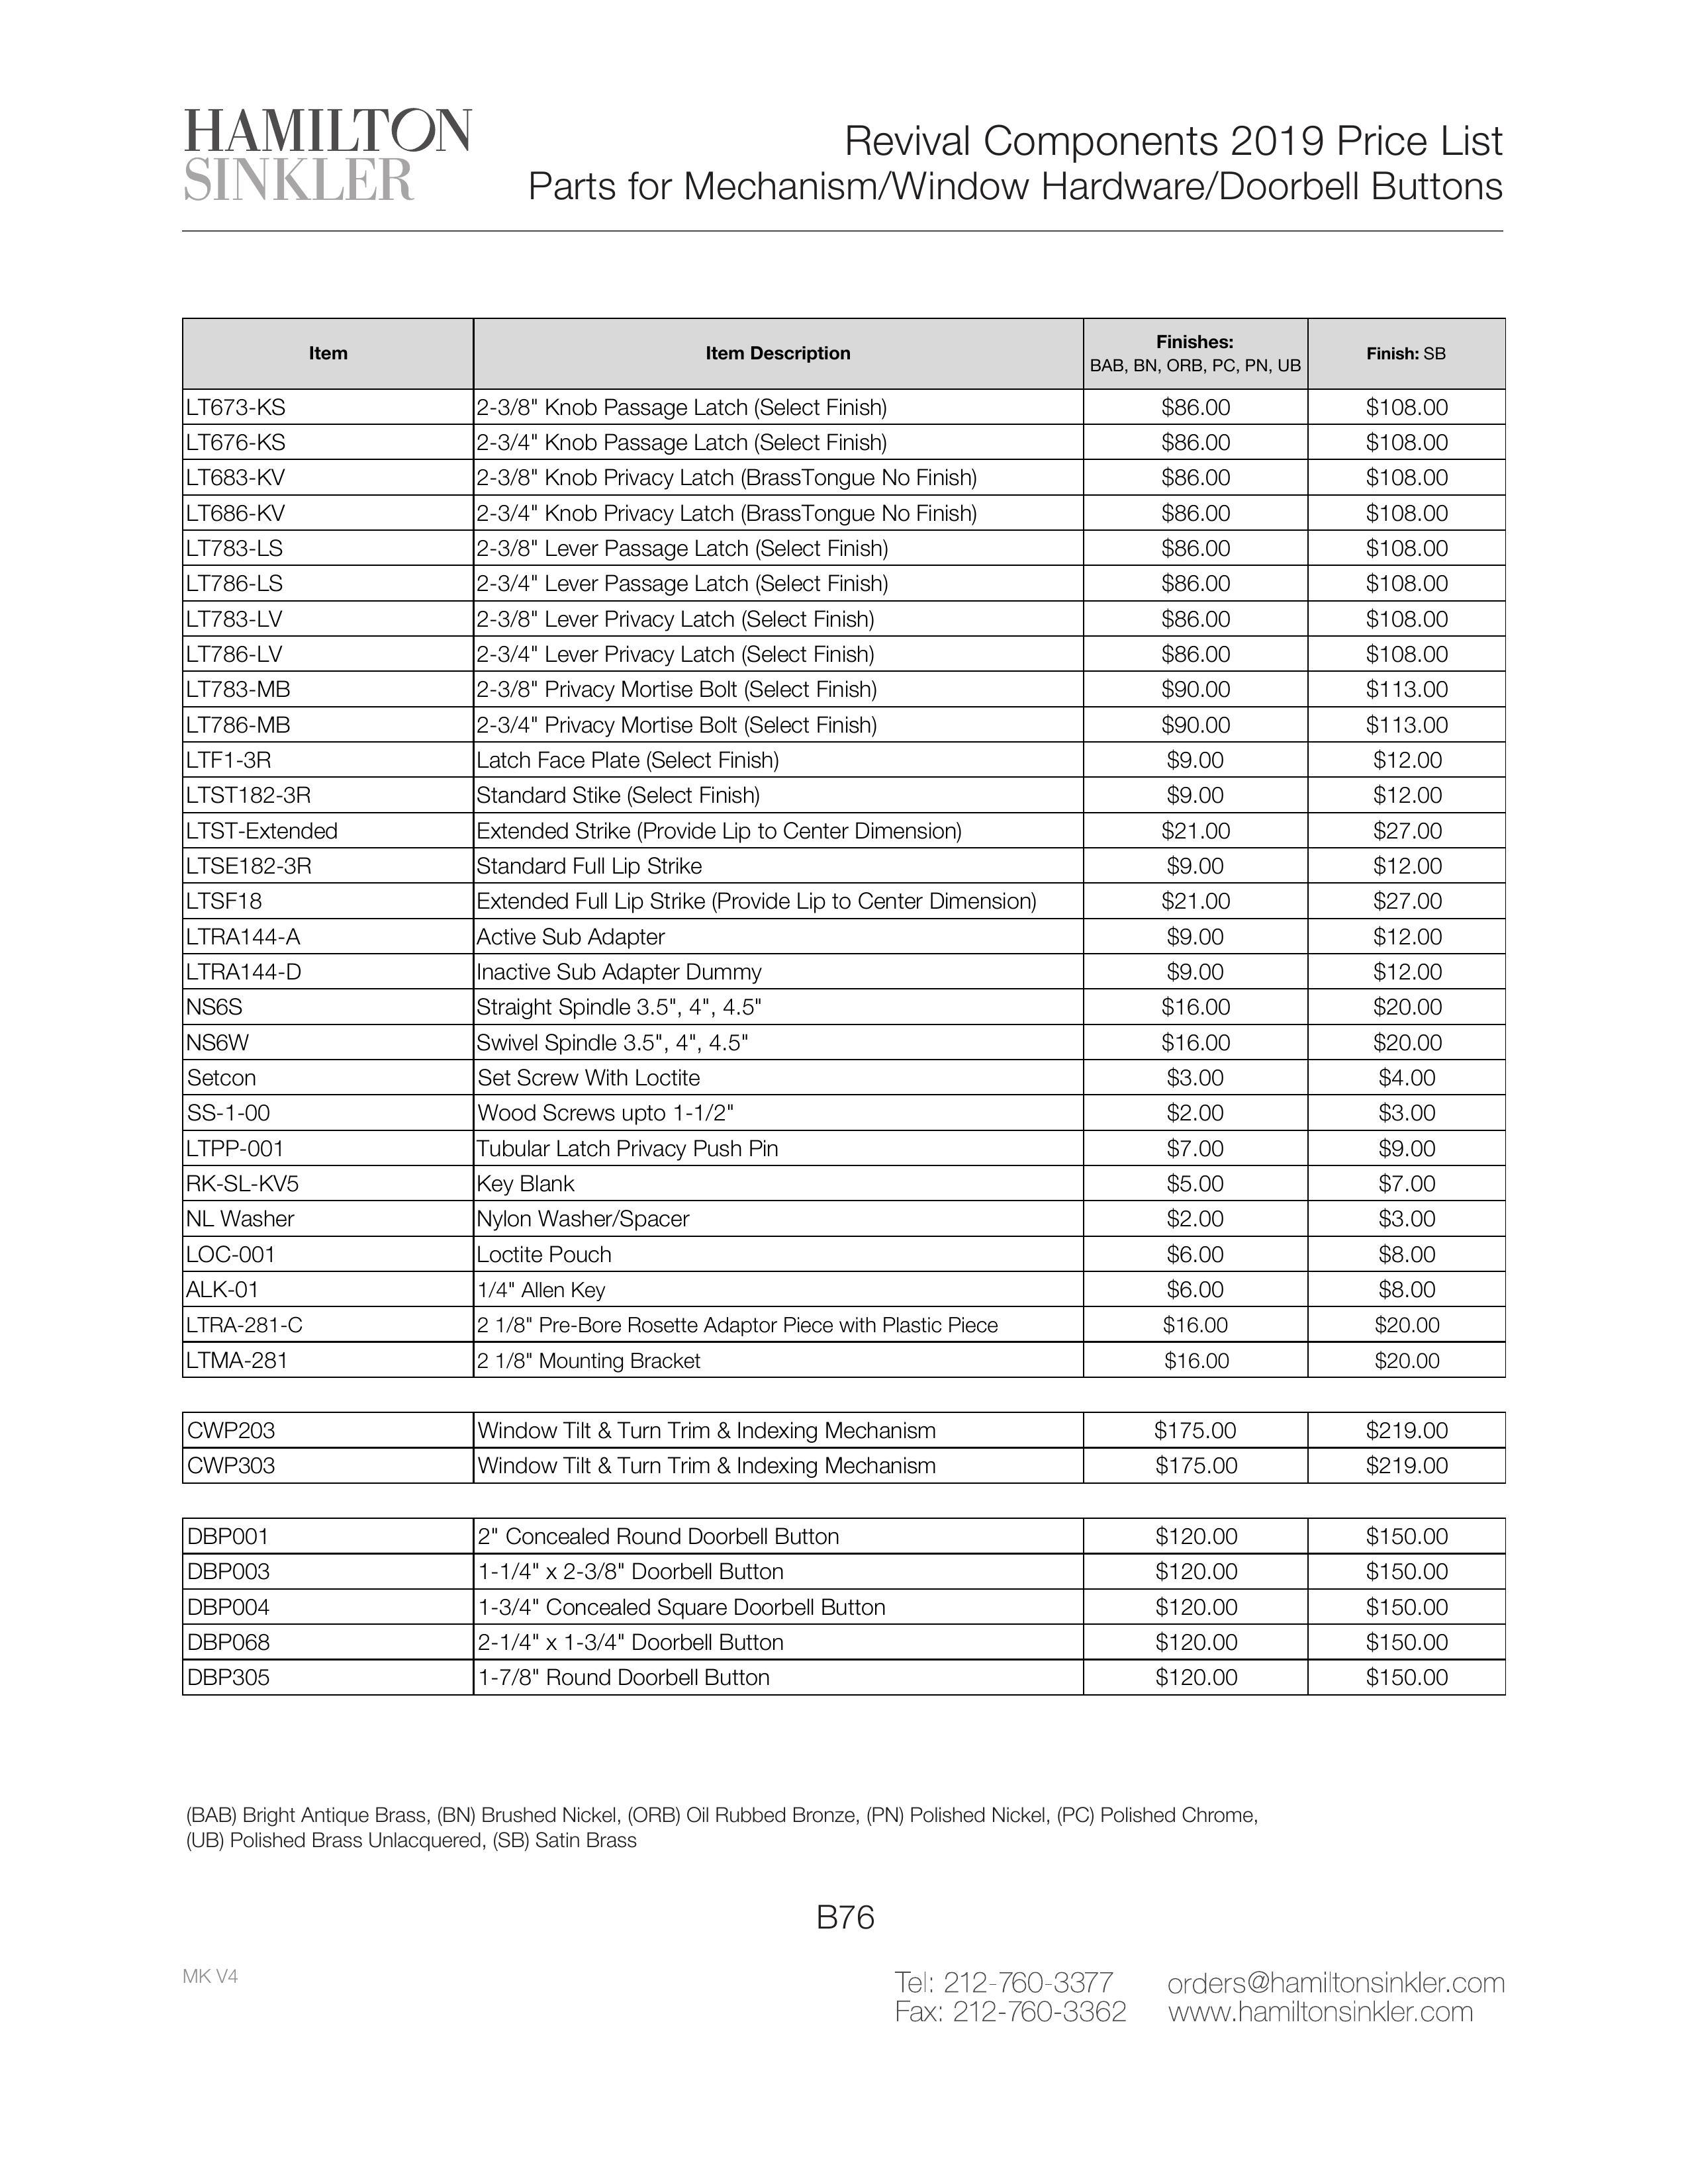 HAMILTON
SINKLER
Revival Components 2019 Price List
Parts for Mechanism/Window Hardware/Doorbell Buttons
Item Item Description Finishes: BAB, BN, ORB, PC, PN, UB Finish: SB
LT673-KS 2-3/8" Knob Passage Latch (Select Finish) $86.00 $108.00
LT676-KS 2-3/4" Knob Passage Latch (Select Finish) $86.00 $108.00
LT683-KV 2-3/8" Knob Privacy Latch (BrassTongue No Finish) $86.00 $108.00
LT686-KV 2-3/4" Knob Privacy Latch (BrassTongue No Finish) $86.00 $108.00
LT783-LS 2-3/8" Lever Passage Latch (Select Finish) $86.00 $108.00
LT786-LS 2-3/4" Lever Passage Latch (Select Finish) $86.00 $108.00
LT783-LV 2-3/8" Lever Privacy Latch (Select Finish) $86.00 $108.00
LT786-LV 2-3/4" Lever Privacy Latch (Select Finish) $86.00 $108.00
LT783-MB 2-3/8" Privacy Mortise Bolt (Select Finish) $90.00 $113.00
LT786-MB 2-3/4" Privacy Mortise Bolt (Select Finish) $90.00 $113.00
LTF1-3R Latch Face Plate (Select Finish) $9.00 $12.00
LTST182-3R Standard Stike (Select Finish) $9.00 $12.00
LTST-Extended Extended Strike (Provide Lip to Center Dimension) $21.00 $27.00
LTSE182-3R Standard Full Lip Strike $9.00 $12.00
LTSF18 Extended Full Lip Strike (Provide Lip to Center Dimension) $21.00 $27.00
LTRA144-A Active Sub Adapter $9.00 $12.00
LTRA144-D Inactive Sub Adapter Dummy $9.00 $12.00
NS6S Straight Spindle 3.5", 4", 4.5" $16.00 $20.00
NS6W Swivel Spindle 3.5", 4", 4.5" $16.00 $20.00
Setcon Set Screw With Loctite $3.00 $4.00
SS-1-00 Wood Screws upto 1-1/2" $2.00 $3.00
LTPP-001 Tubular Latch Privacy Push Pin $7.00 $9.00
RK-SL-KV5 Key Blank $5.00 $7.00
NL Washer Nylon Washer/Spacer $2.00 $3.00
LOC-001 Loctite Pouch $6.00 $8.00
ALK-01 1/4" Allen Key $6.00 $8.00
LTRA-281-C 2 1/8" Pre-Bore Rosette Adaptor Piece with Plastic Piece $16.00 $20.00
LTMA-281 2 1/8" Mounting Bracket $16.00 $20.00
CWP203 Window Tilt & Turn Trim & Indexing Mechanism $175.00 $219.00
CWP303 Window Tilt & Turn Trim & Indexing Mechanism $175.00 $219.00
DBP001 2" Concealed Round Doorbell Button $120.00 $150.00
DBP003 1-1/4" x 2-3/8" Doorbell Button $120.00 $150.00
DBP004 1-3/4" Concealed Square Doorbell Button $120.00 $150.00
DBP068 2-1/4" x 1-3/4" Doorbell Button $120.00 $150.00
DBP305 1-7/8" Round Doorbell Button $120.00 $150.00
(BAB) Bright Antique Brass, (BN) Brushed Nickel, (ORB) Oil Rubbed Bronze, (PN) Polished Nickel, (PC) Polished Chrome,
(UB) Polished Brass Unlacquered, (SB) Satin Brass
B76
MK V4
Tel: 212-760-3377 orders@hamiltonsinkler.com
Fax: 212-760-3362 www.hamiltonsinkler.com